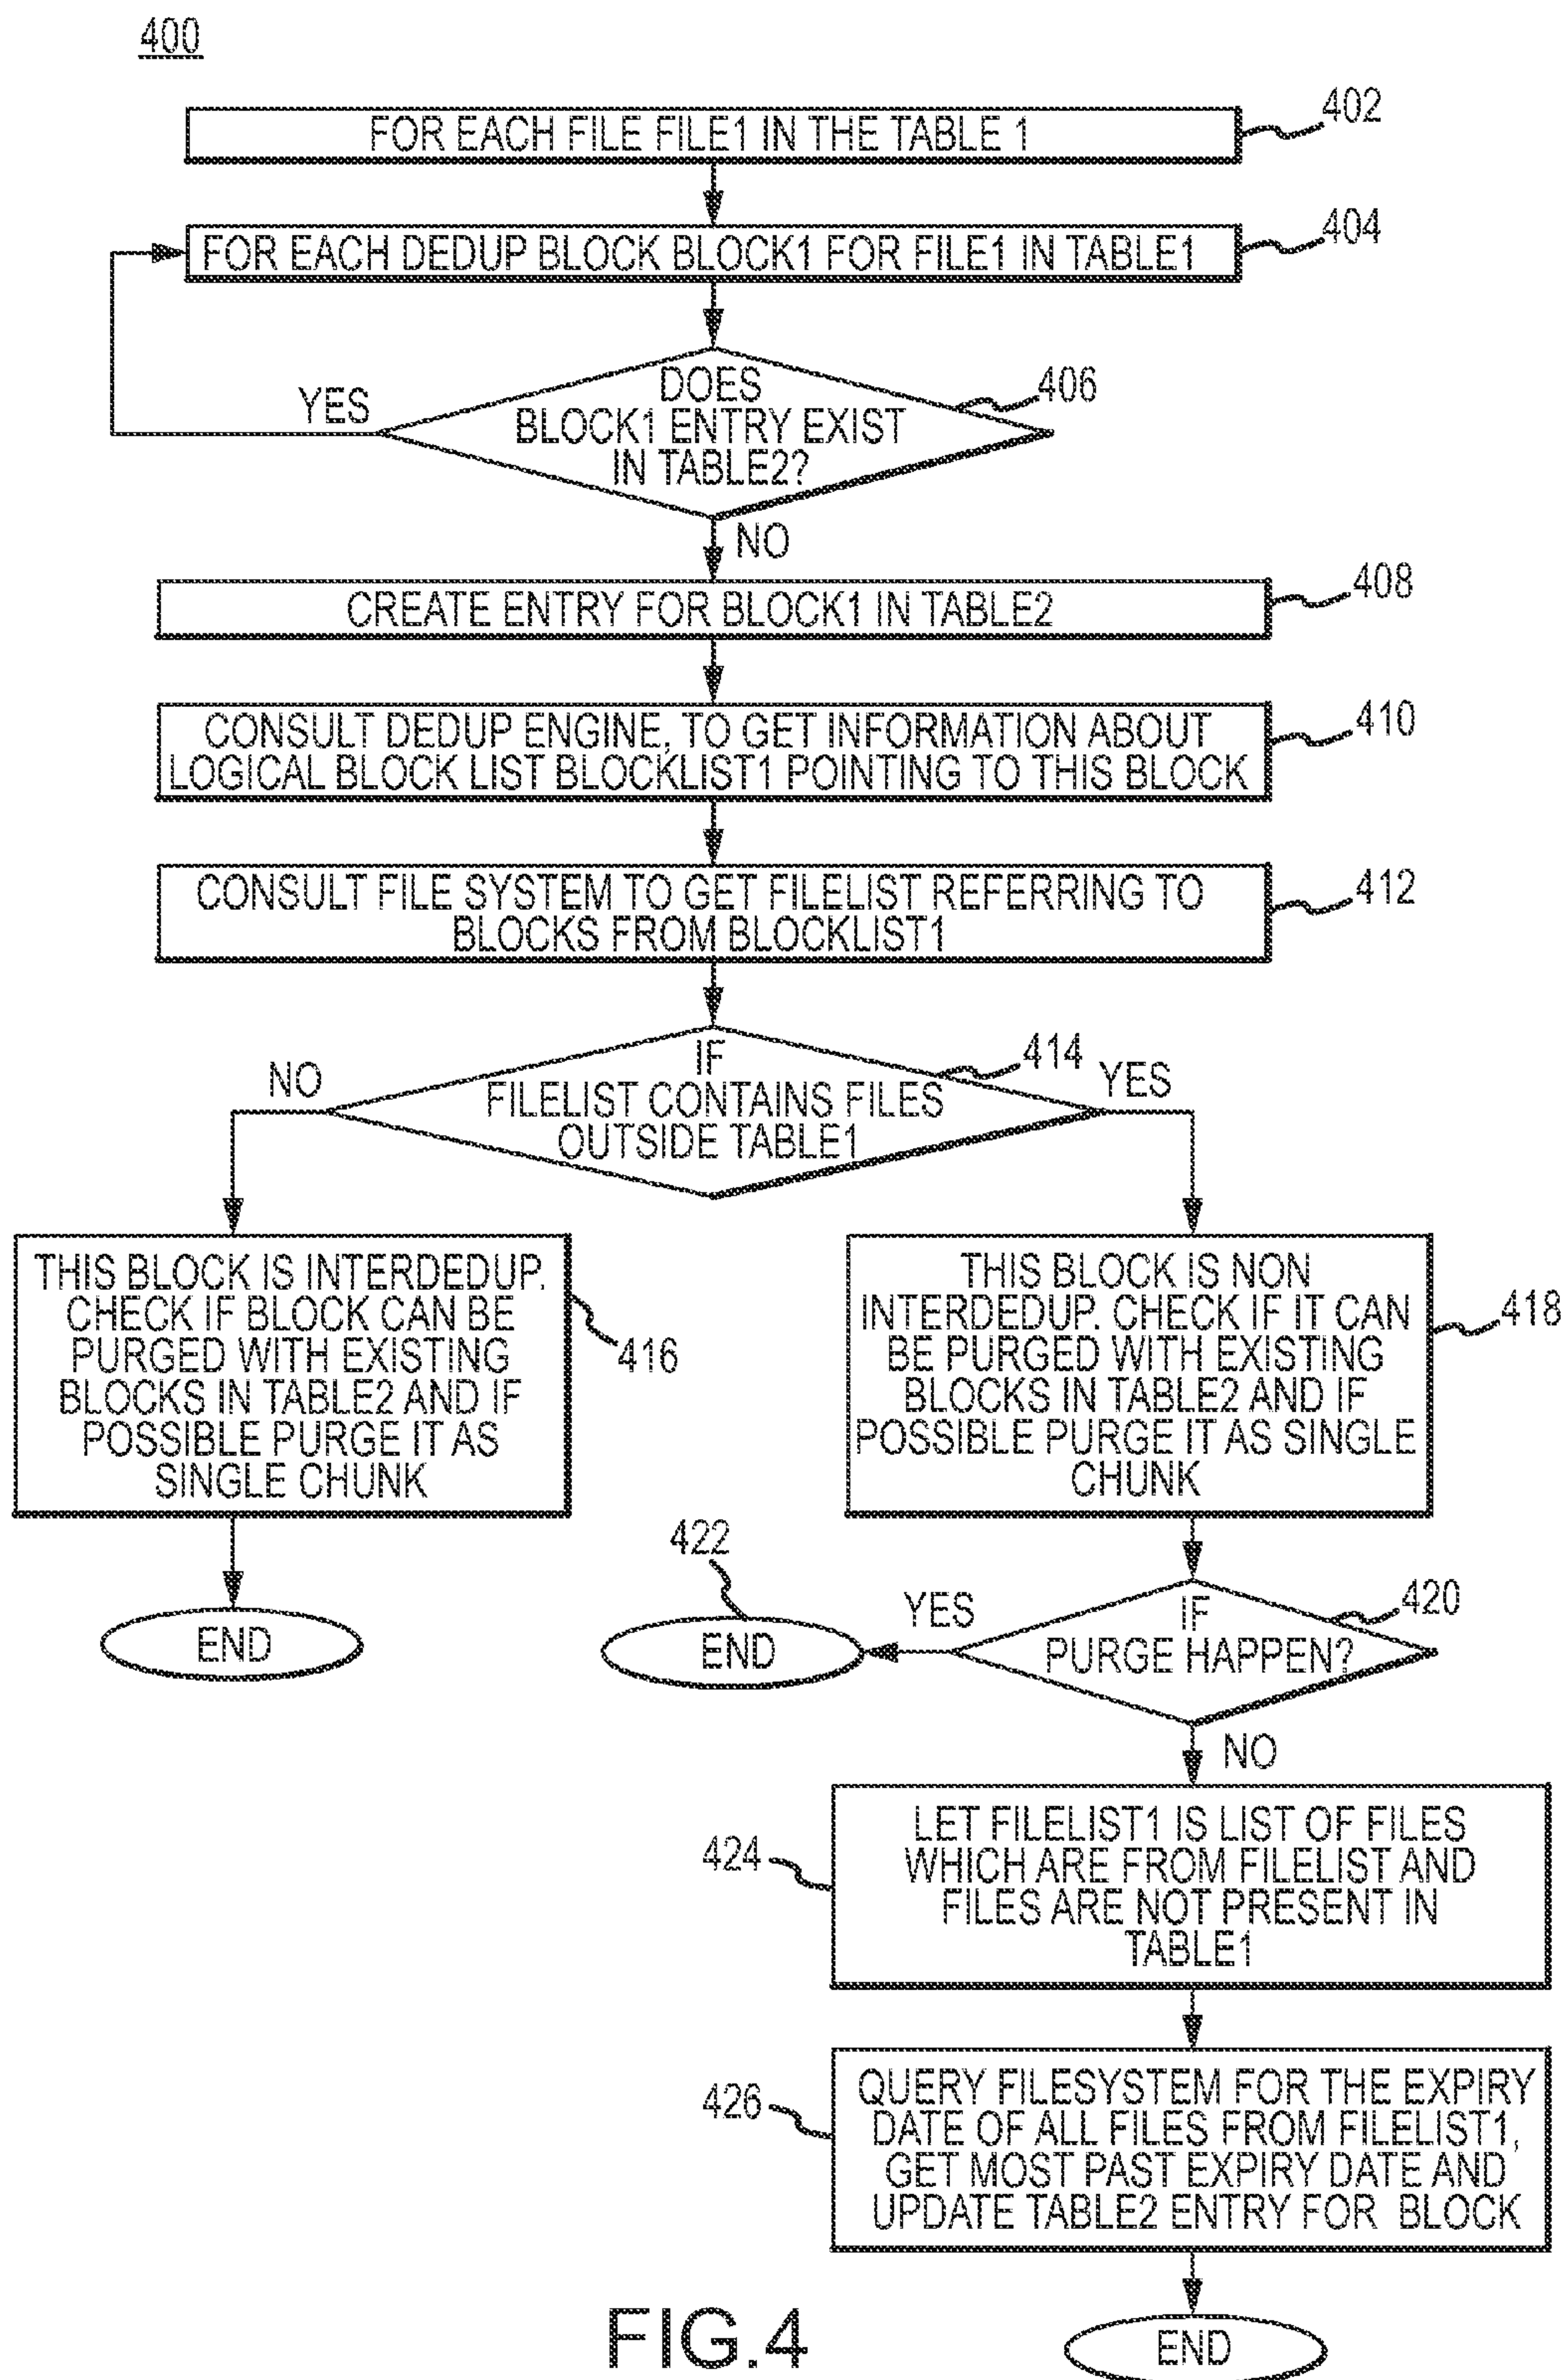 400
FOR EACH FILE FILE1 IN THE TABLE 1
402
FOR EACH DEDUP BLOCK BLOCK1 FOR FILE1 IN TABLE1
404
DOES
BLOCK1 ENTRY EXIST
IN TABLE2?
406
YES
NO
CREATE ENTRY FOR BLOCK1 IN TABLE2
408
CONSULT DEDUP ENGINE, TO GET INFORMATION ABOUT
LOGICAL BLOCK LIST BLOCKLIST1 POINTING TO THIS BLOCK
410
CONSULT FILE SYSTEM TO GET FILELIST REFERRING TO
BLOCKS FROM BLOCKLIST1
412
IF
FILELIST CONTAINS FILES
OUTSIDE TABLE1
414
NO
YES
THIS BLOCK IS INTERDEDUP.
CHECK IF BLOCK CAN BE
PURGED WITH EXISTING
BLOCKS IN TABLE2 AND IF
POSSIBLE PURGE IT AS
SINGLE CHUNK
416
THIS BLOCK IS NON
INTERDEDUP. CHECK IF IT CAN
BE PURGED WITH EXISTING
BLOCKS IN TABLE2 AND IF
POSSIBLE PURGE IT AS SINGLE
CHUNK
418
END
422
END
YES
IF
PURGE HAPPEN?
420
NO
LET FILELIST1 IS LIST OF FILES
WHICH ARE FROM FILELIST AND
FILES ARE NOT PRESENT IN
TABLE1
424
QUERY FILESYSTEM FOR THE EXPIRY
DATE OF ALL FILES FROM FILELIST1,
GET MOST PAST EXPIRY DATE AND
UPDATE TABLE2 ENTRY FOR BLOCK
426
END
FIG.4